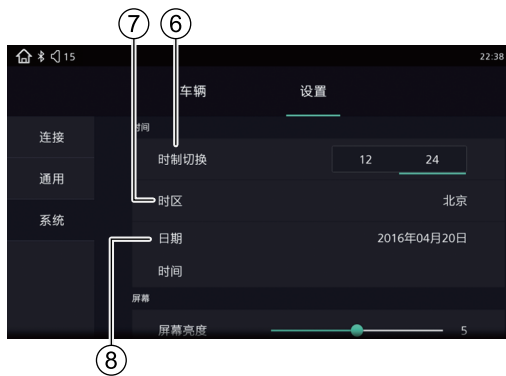 ⑦ ⑥
15 22:38
车辆 设置
时间
连接
时制切换 12 24
通用
时区 北京
系统
日期 2016年04月20日
时间
屏幕
屏幕亮度 5
⑧